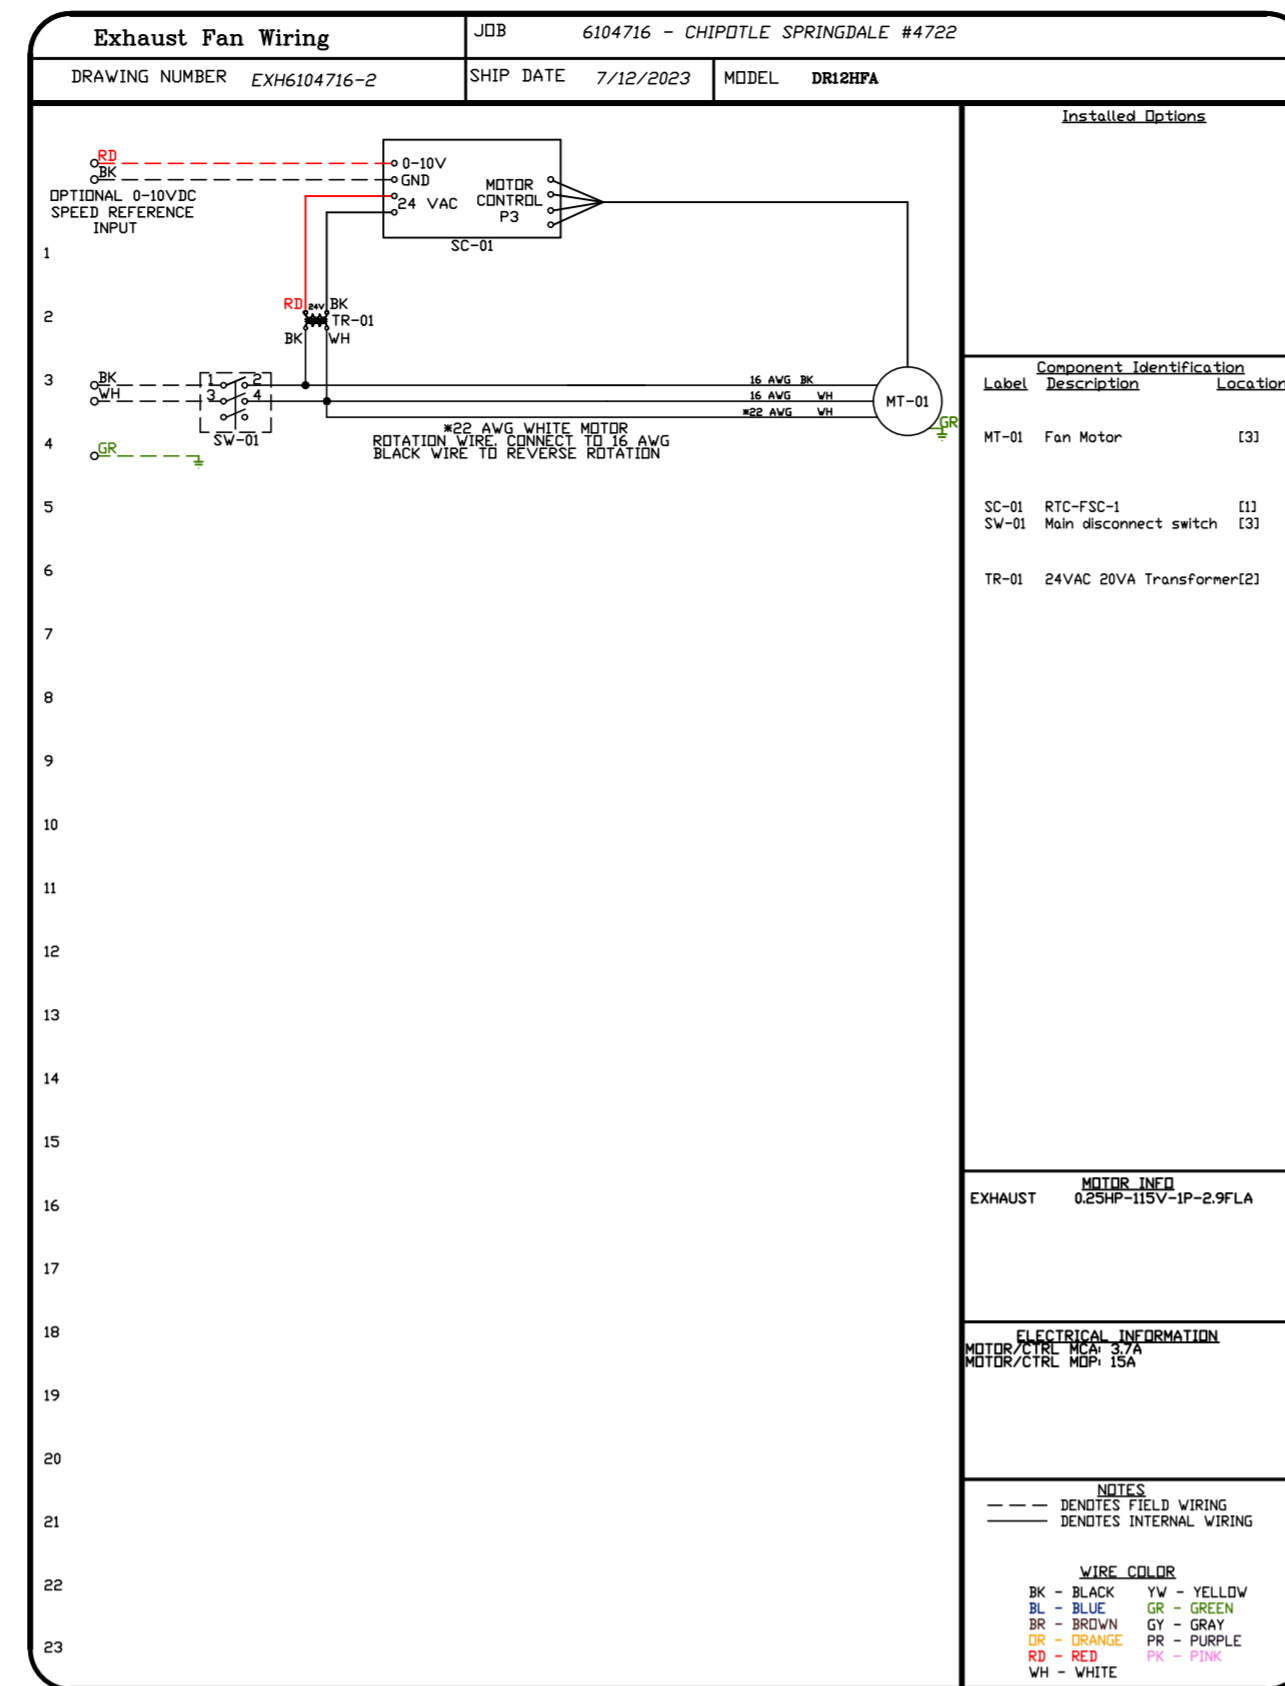 Exhaust Fan Wiring
JOB 6104716 - CHIPOTLE SPRINGDALE #4722
DRAWING NUMBER EXH6104716-2
SHIP DATE 7/12/2023
MODEL DR12HFA
RD
BK
OPTIONAL 0-10VDC
SPEED REFERENCE
INPUT
0-10V
GND
24 VAC
MOTOR
CONTROL
P3
SC-01
RD 24V BK
TR-01
BK WH
BK
WH
1 2
3 4
SW-01
GR
16 AWG BK
16 AWG WH
*22 AWG WH
MT-01
GR
*22 AWG WHITE MOTOR
ROTATION WIRE. CONNECT TO 16 AWG
BLACK WIRE TO REVERSE ROTATION
1
2
3
4
5
6
7
8
9
10
11
12
13
14
15
16
17
18
19
20
21
22
23
Installed Options
Component Identification
Label Description Location
MT-01 Fan Motor [3]
SC-01 RTC-FSC-1 [1]
SW-01 Main disconnect switch [3]
TR-01 24VAC 20VA Transformer[2]
MOTOR INFO
EXHAUST 0.25HP-115V-1P-2.9FLA
ELECTRICAL INFORMATION
MOTOR/CTRL MCA: 3.7A
MOTOR/CTRL MOP: 15A
NOTES
DENOTES FIELD WIRING
DENOTES INTERNAL WIRING
WIRE COLOR
BK - BLACK YW - YELLOW
BL - BLUE GR - GREEN
BR - BROWN GY - GRAY
OR - ORANGE PR - PURPLE
RD - RED PK - PINK
WH - WHITE